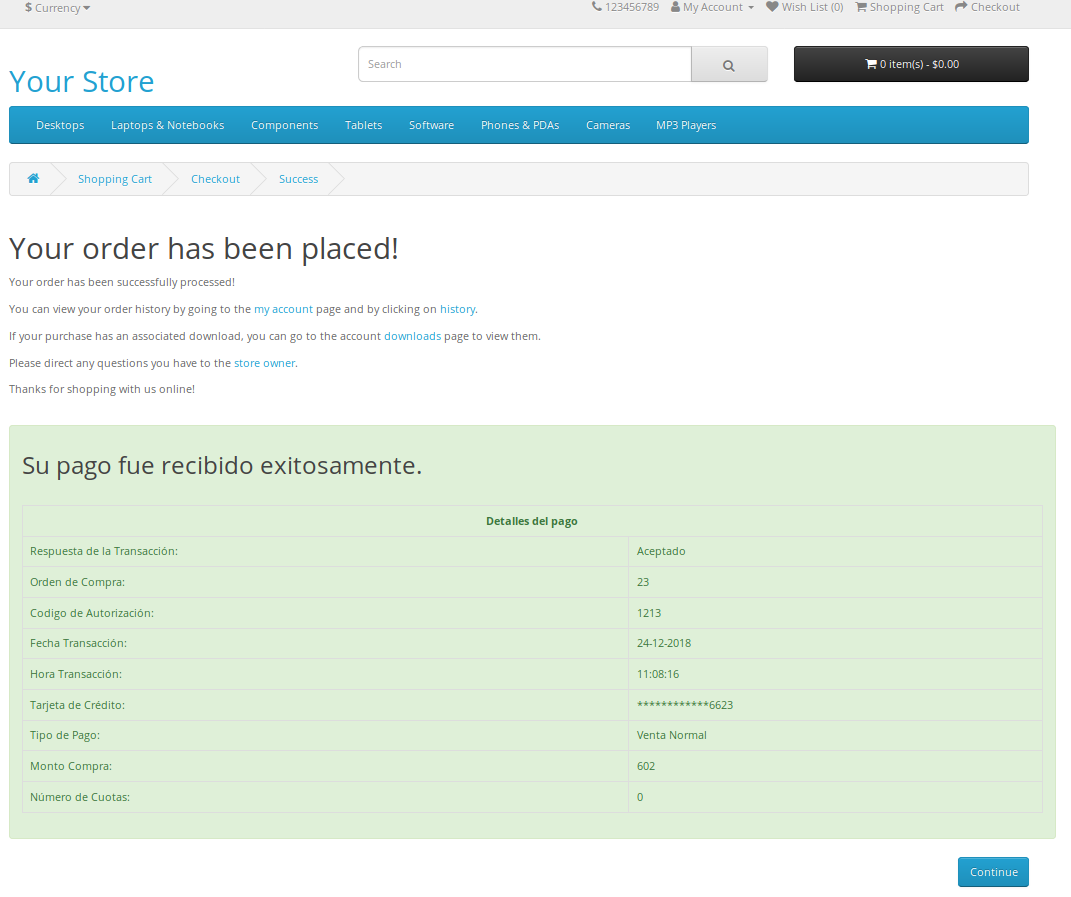 $ Currency
123456789 My Account Wish List (0) Shopping Cart Checkout
Your Store
Search
0 item(s) - $0.00
Desktops Laptops & Notebooks Components Tablets Software Phones & PDAs Cameras MP3 Players
Shopping Cart Checkout Success
Your order has been placed!
Your order has been successfully processed!
You can view your order history by going to the my account page and by clicking on history.
If your purchase has an associated download, you can go to the account downloads page to view them.
Please direct any questions you have to the store owner.
Thanks for shopping with us online!
Su pago fue recibido exitosamente.
Detalles del pago
Respuesta de la Transacción: Aceptado
Orden de Compra: 23
Codigo de Autorización: 1213
Fecha Transacción: 24-12-2018
Hora Transacción: 11:08:16
Tarjeta de Crédito: ************6623
Tipo de Pago: Venta Normal
Monto Compra: 602
Número de Cuotas: 0
Continue